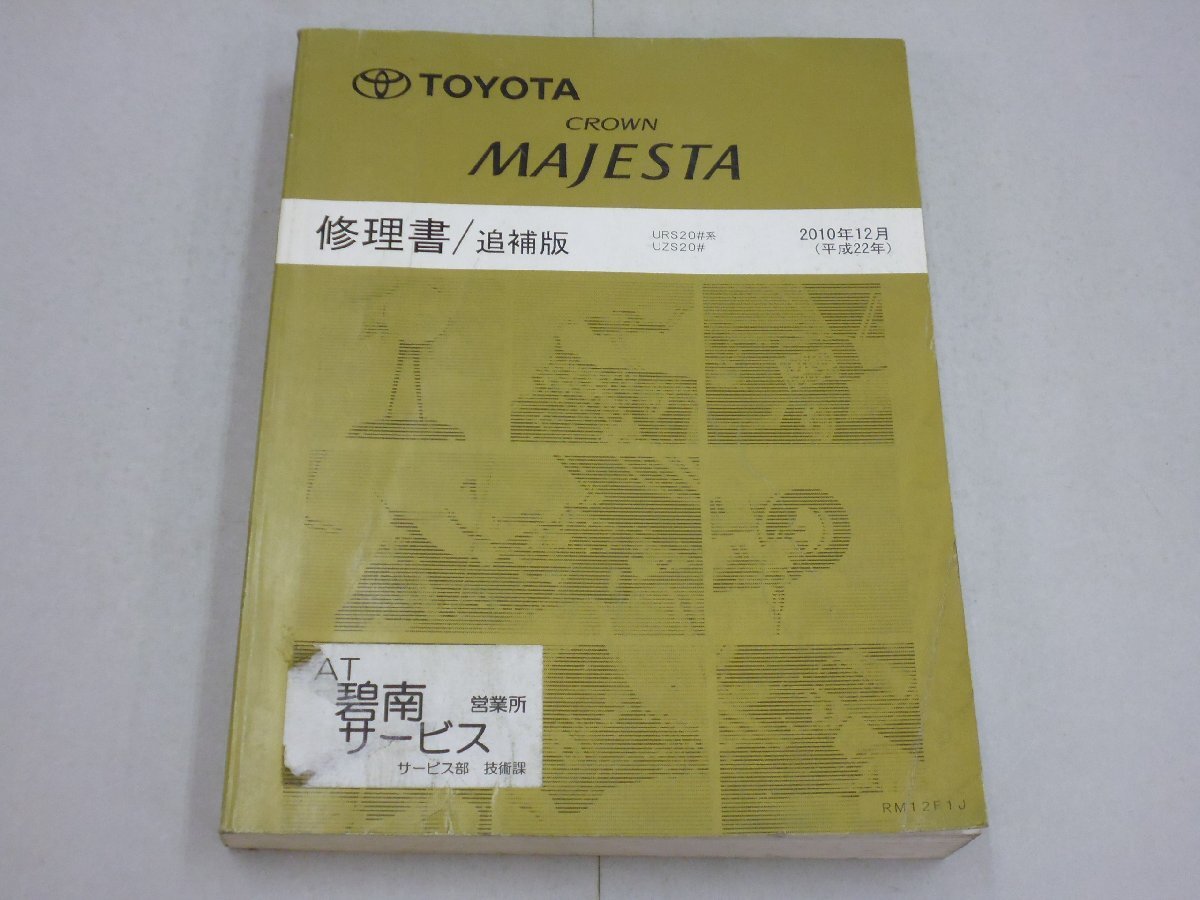 TOYOTA
CROWN
MAJESTA
修理書/追補版
URS20#系
UZS20#
2010年12月
(平成22年)
AT
碧南 営業所
サービス
サービス部 技術課
RM12F1J